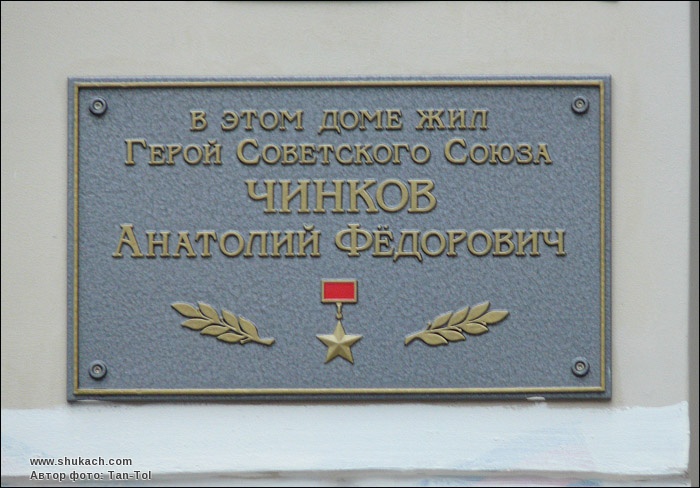 В ЭТОМ ДОМЕ ЖИЛ
ГЕРОЙ СОВЕТСКОГО СОЮЗА
ЧИНКОВ
АНАТОЛИЙ ФЁДОРОВИЧ
www.shukach.com
Автор фото: Tan-Tol